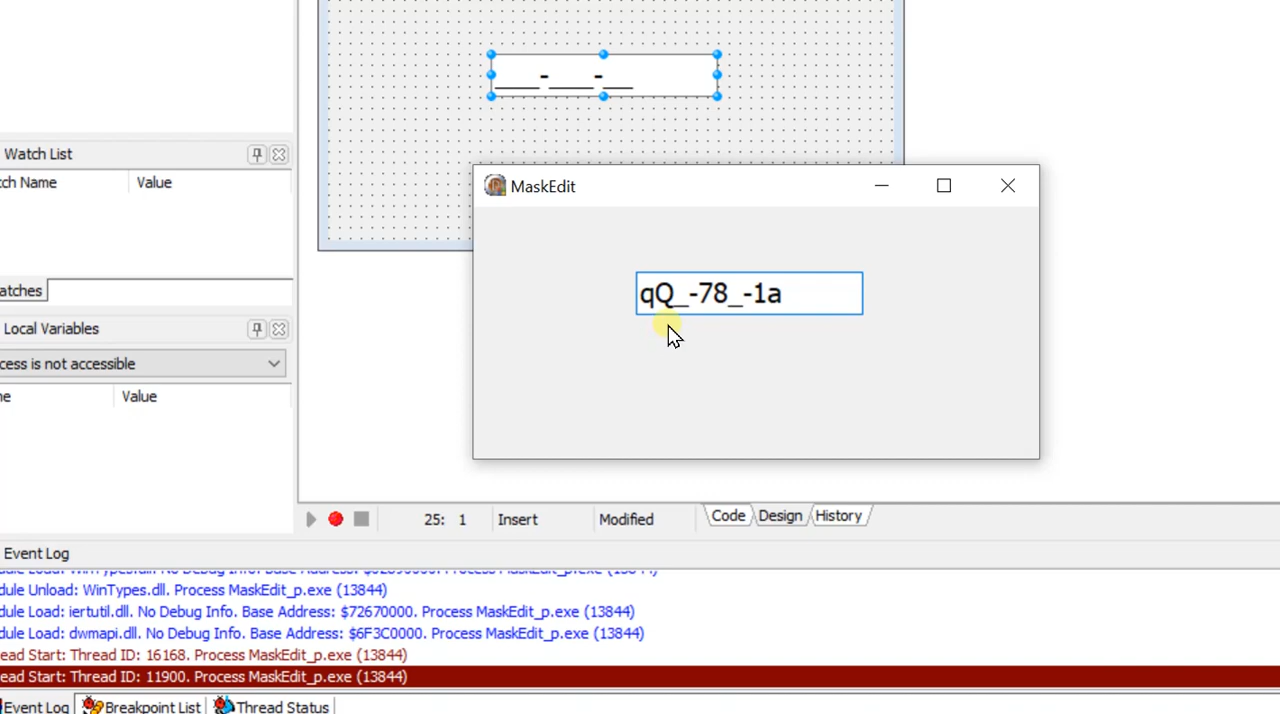 ___-___-__
Watch List
MaskEdit
Value
qQ_-78_-1a
Local Variables
Value
25: 1 Insert Modified Code Design History
Event Log
dule Unload: WinTypes.dll. Process MaskEdit_p.exe (13844)
dule Load: iertutil.dll. No Debug Info. Base Address: $72670000. Process MaskEdit_p.exe (13844)
dule Load: dwmapi.dll. No Debug Info. Base Address: $6F3C0000. Process MaskEdit_p.exe (13844)
ead Start: Thread ID: 16168. Process MaskEdit_p.exe (13844)
ead Start: Thread ID: 11900. Process MaskEdit_p.exe (13844)
Event Log Breakpoint List Thread Status
tch Name
atches
cess is not accessible